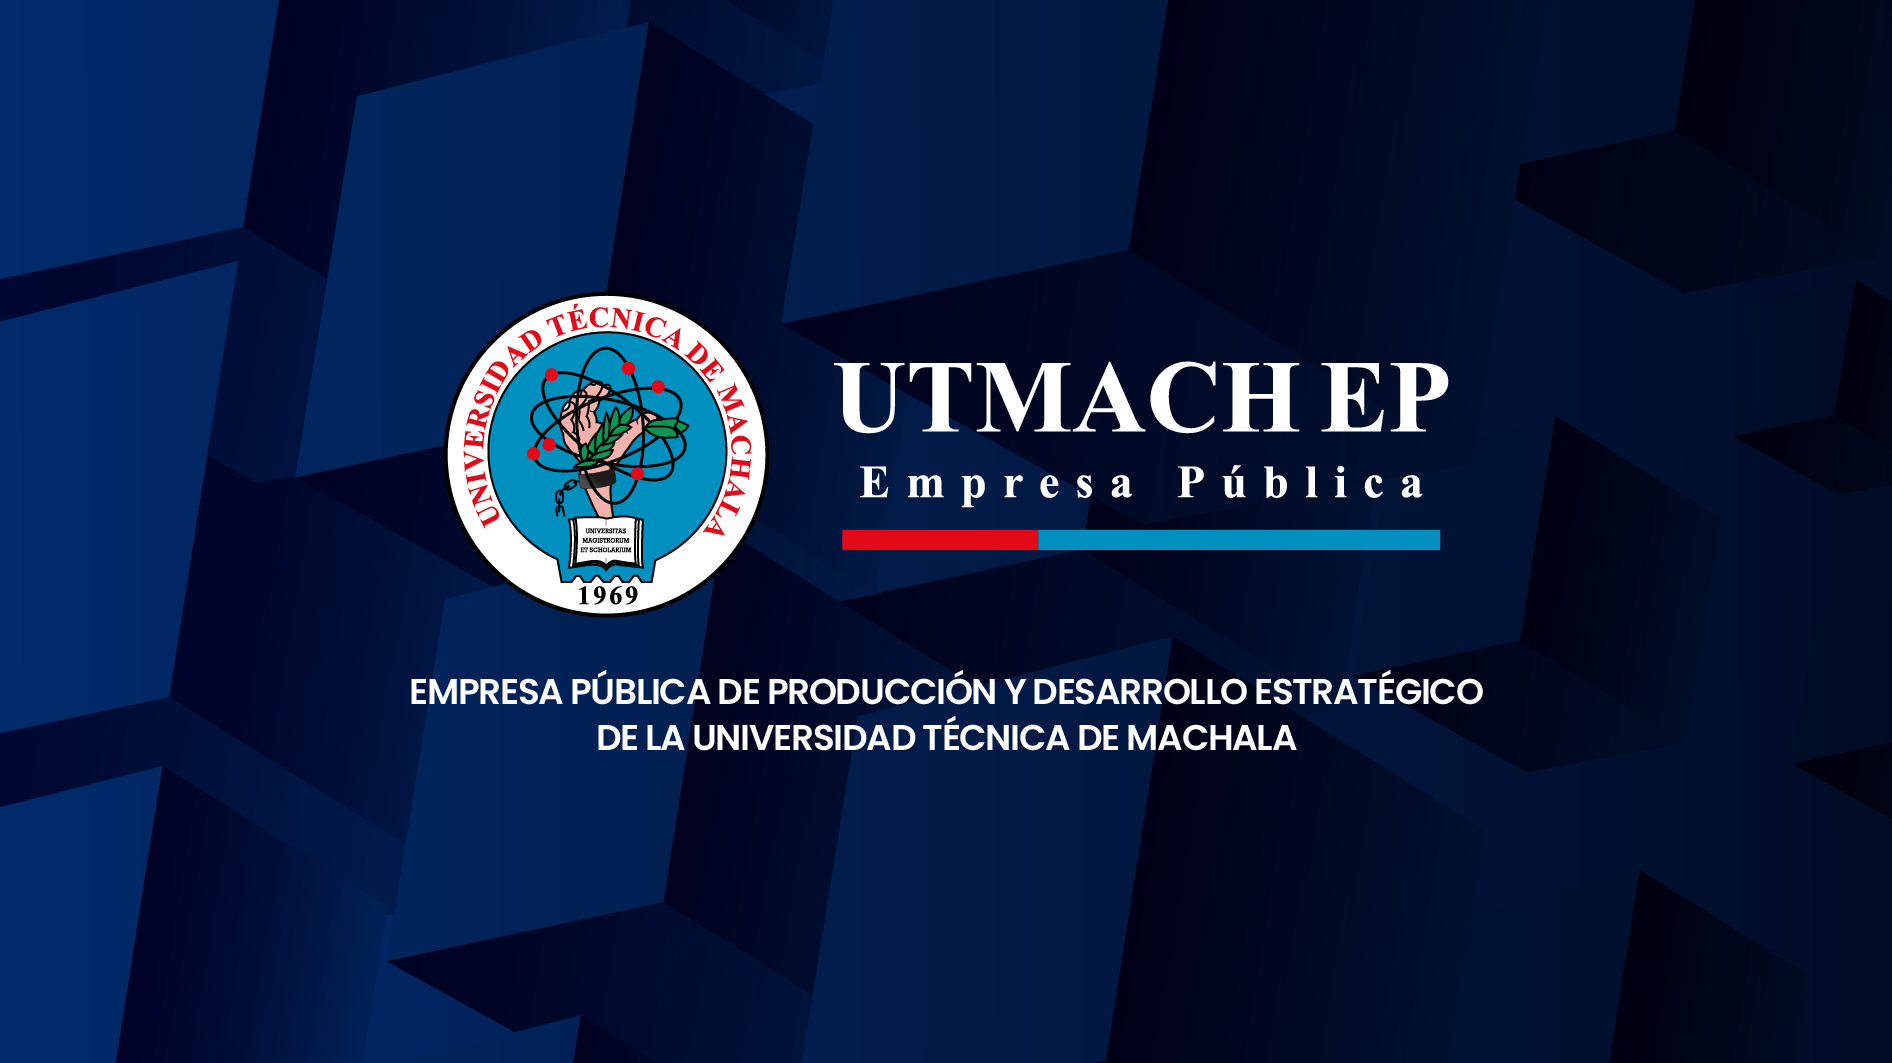 UNIVERSIDAD TÉCNICA DE MACHALA
UNIVERSITAS
MAGISTRORUM
ET SCHOLARIUM
1969
UTMACH EP
Empresa Pública
EMPRESA PÚBLICA DE PRODUCCIÓN Y DESARROLLO ESTRATÉGICO
DE LA UNIVERSIDAD TÉCNICA DE MACHALA